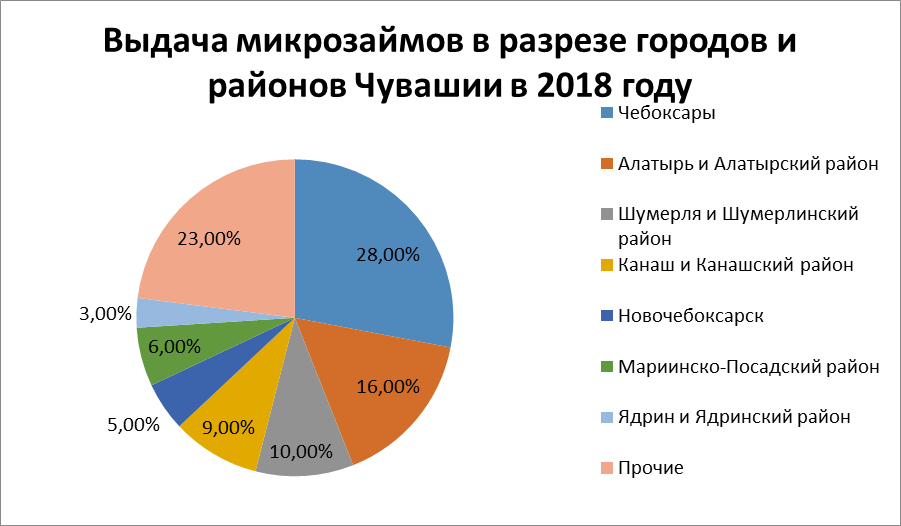 Выдача микрозаймов в разрезе городов и
районов Чувашии в 2018 году
Чебоксары
Алатырь и Алатырский район
Шумерля и Шумерлинский
район
Канаш и Канашский район
Новочебоксарск
Мариинско-Посадский район
Ядрин и Ядринский район
Прочие
28,00%
16,00%
10,00%
9,00%
5,00%
6,00%
3,00%
23,00%